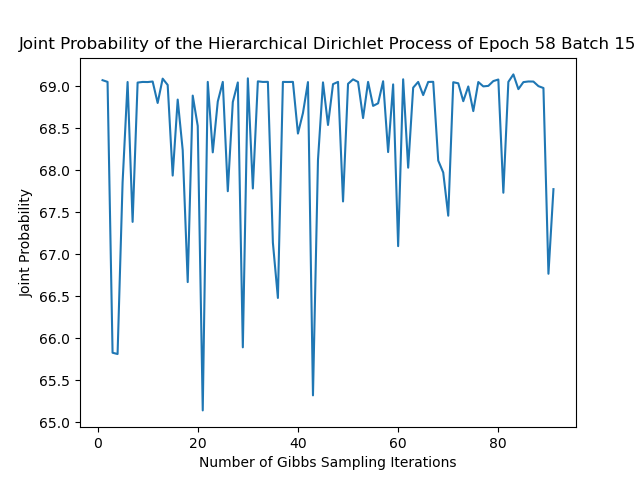 Joint Probability of the Hierarchical Dirichlet Process of Epoch 58 Batch 15
69.0
68.5
68.0
67.5
67.0
66.5
66.0
65.5
65.0
Joint Probability
0 20 40 60 80
Number of Gibbs Sampling Iterations